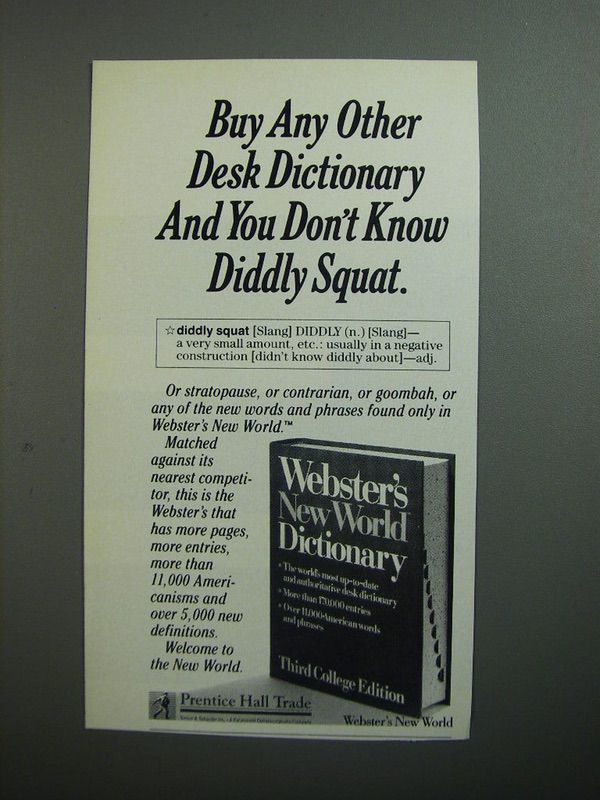 Buy Any Other
Desk Dictionary
And You Don't Know
Diddly Squat.
☆diddly squat [Slang] DIDDLY (n.) [Slang]—
a very small amount, etc.: usually in a negative
construction [didn't know diddly about]—adj.
Or stratopause, or contrarian, or goombah, or
any of the new words and phrases found only in
Webster's New World.™
Matched
against its
nearest competi-
tor, this is the
Webster's that
has more pages,
more entries,
more than
11,000 Ameri-
canisms and
over 5,000 new
definitions.
Welcome to
the New World.
Webster's
New World
Dictionary
• The world's most up-to-date
and authoritative desk dictionary
• More than 170,000 entries
• Over 11,000 American words
and phrases
Third College Edition
Prentice Hall Trade
Simon & Schuster Inc. • A Paramount Communications Company
Webster's New World